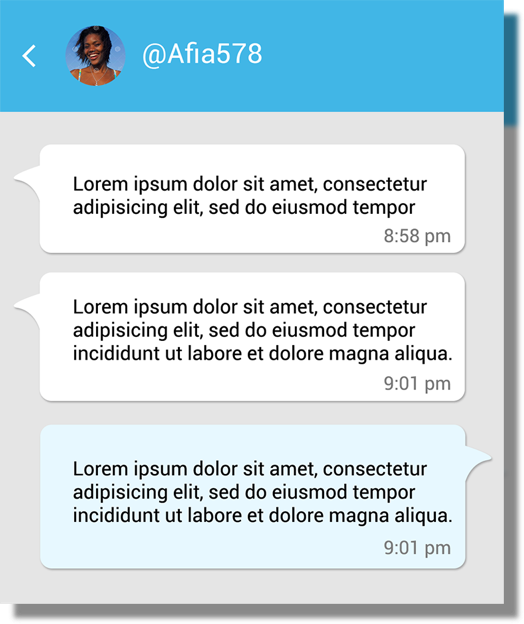 @Afia578
Lorem ipsum dolor sit amet, consectetur
adipisicing elit, sed do eiusmod tempor
8:58 pm
Lorem ipsum dolor sit amet, consectetur
adipisicing elit, sed do eiusmod tempor
incididunt ut labore et dolore magna aliqua.
9:01 pm
Lorem ipsum dolor sit amet, consectetur
adipisicing elit, sed do eiusmod tempor
incididunt ut labore et dolore magna aliqua.
9:01 pm